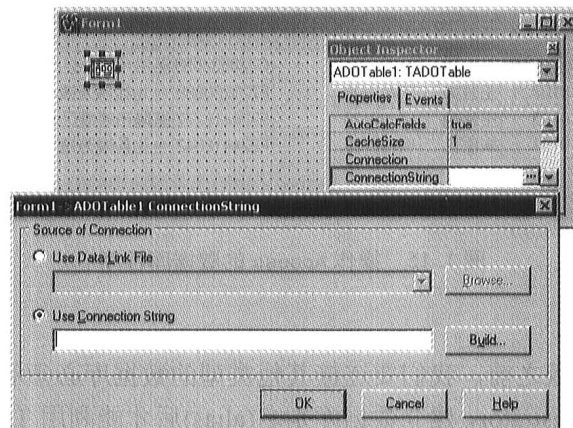 Form1
Object Inspector
ADOTable1: TADOTable
Properties Events
AutoCalcFields true
CacheSize 1
Connection
ConnectionString ...
Form1->ADOTable1 ConnectionString
Source of Connection
Use Data Link File
Browse...
Use Connection String
Build...
OK Cancel Help